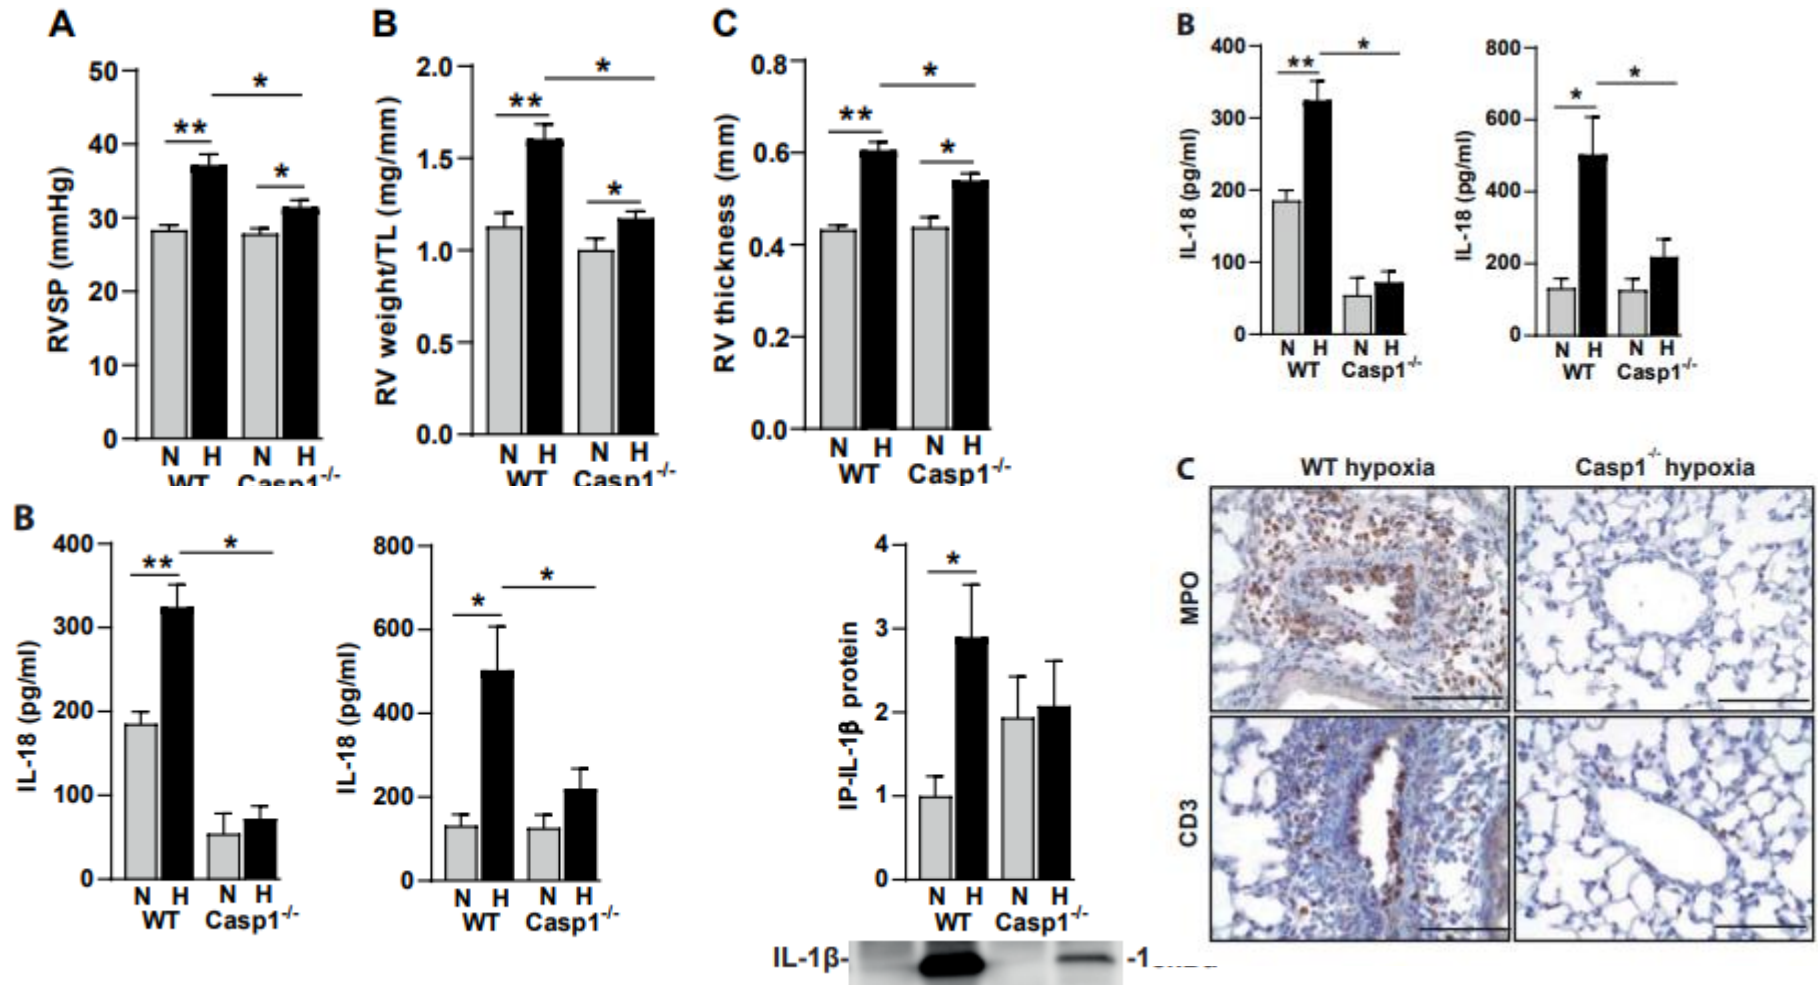 A
RVSP (mmHg)
50
40
30
20
10
0
**
*
*
N H N H
WT Casp1-/-
B
RV weight/TL (mg/mm)
2.0
1.5
1.0
0.5
0.0
**
*
*
N H N H
WT Casp1-/-
C
RV thickness (mm)
0.8
0.6
0.4
0.2
0.0
**
*
*
N H N H
WT Casp1-/-
B
IL-18 (pg/ml)
400
300
200
100
0
**
*
N H N H
WT Casp1-/-
IL-18 (pg/ml)
800
600
400
200
0
*
*
N H N H
WT Casp1-/-
B
IL-18 (pg/ml)
400
300
200
100
0
**
*
N H N H
WT Casp1-/-
IL-18 (pg/ml)
800
600
400
200
0
*
*
N H N H
WT Casp1-/-
IP-IL-1β protein
4
3
2
1
0
*
N H N H
WT Casp1-/-
IL-1β-
C
WT hypoxia Casp1-/- hypoxia
MPO
CD3